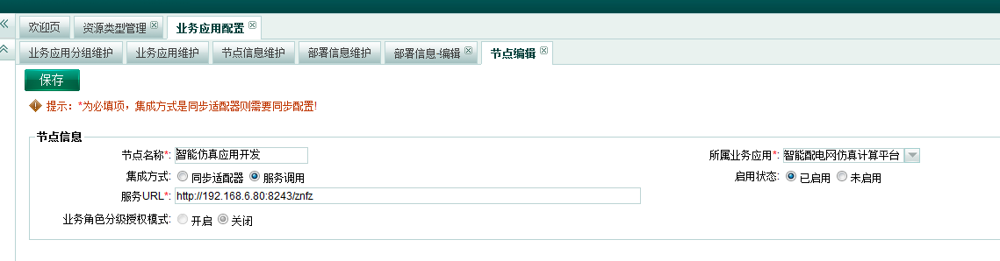 欢迎页 资源类型管理 业务应用配置
业务应用分组维护 业务应用维护 节点信息维护 部署信息维护 部署信息-编辑 节点编辑
保存
提示：*为必填项，集成方式是同步适配器则需要同步配置!
节点信息
节点名称*: 智能仿真应用开发 所属业务应用*: 智能配电网仿真计算平台
集成方式: 同步适配器 服务调用 启用状态: 已启用 未启用
服务URL*: http://192.168.6.80:8243/znfz
业务角色分级授权模式: 开启 关闭